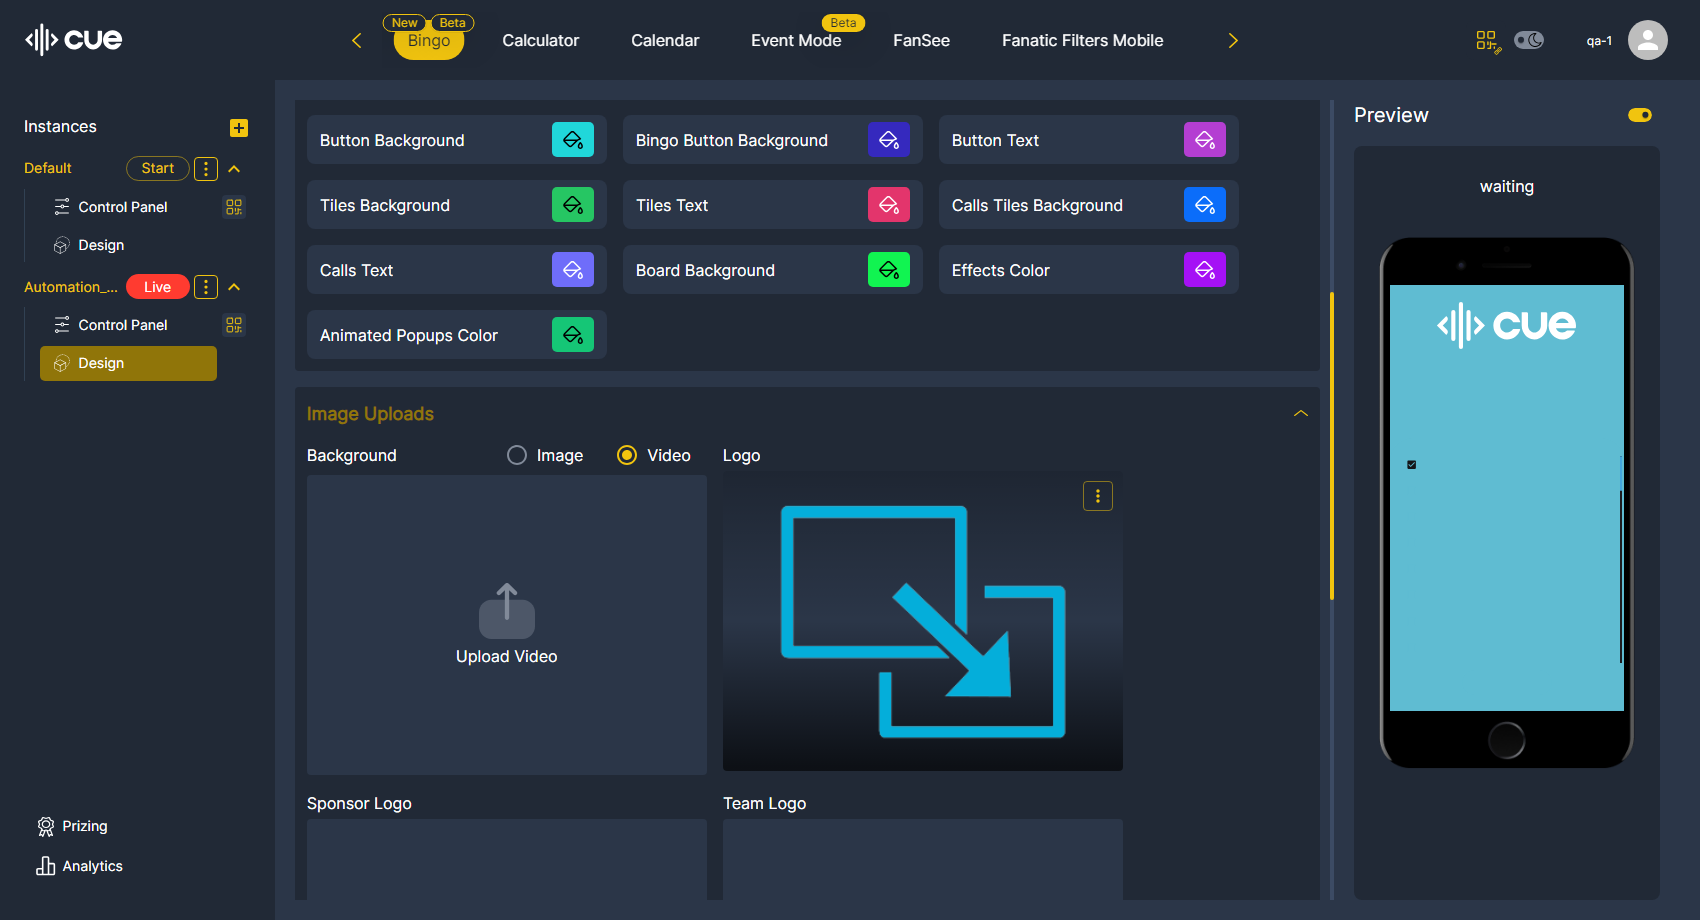 cue
New
Beta
Bingo
Calculator
Calendar
Beta
Event Mode
FanSee
Fanatic Filters Mobile
qa-1
Instances
Default
Start
Control Panel
Design
Automation_...
Live
Control Panel
Design
Prizing
Analytics
Button Background
Bingo Button Background
Button Text
Tiles Background
Tiles Text
Calls Tiles Background
Calls Text
Board Background
Effects Color
Animated Popups Color
Image Uploads
Background
Image
Video
Logo
Upload Video
Sponsor Logo
Team Logo
Preview
waiting
cue